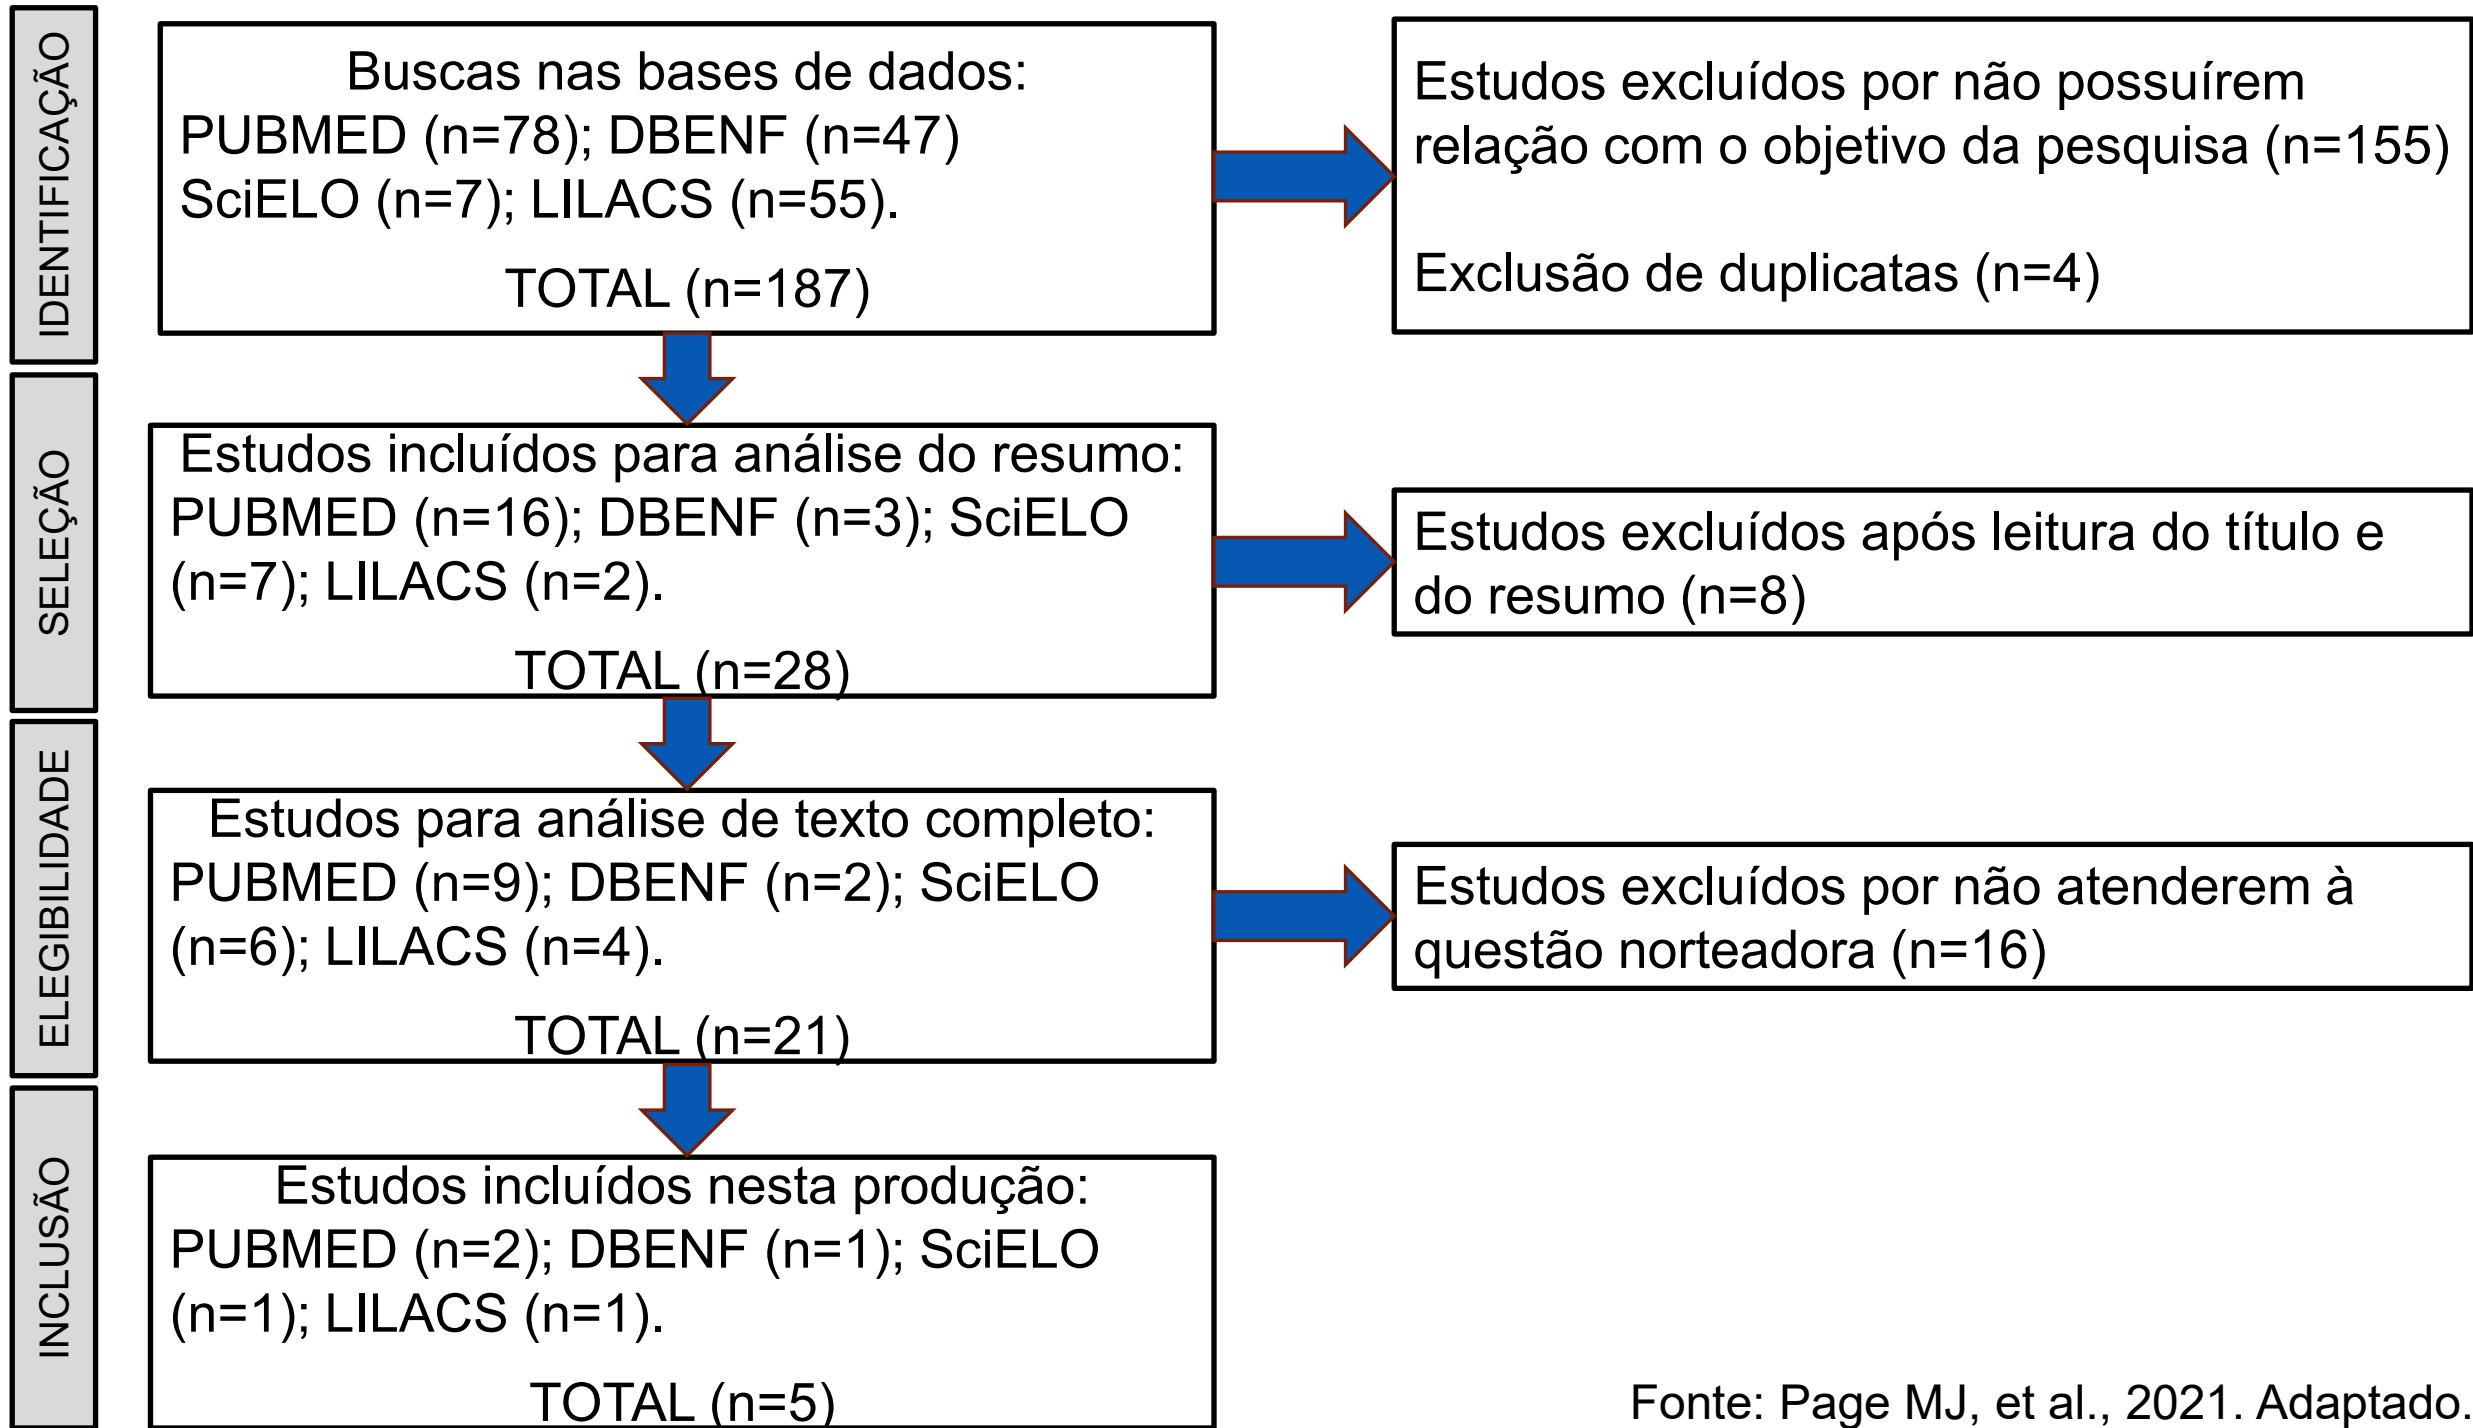 IDENTIFICAÇÃO
Buscas nas bases de dados:
PUBMED (n=78); DBENF (n=47)
SciELO (n=7); LILACS (n=55).
TOTAL (n=187)
Estudos excluídos por não possuírem
relação com o objetivo da pesquisa (n=155)
Exclusão de duplicatas (n=4)
SELEÇÃO
Estudos incluídos para análise do resumo:
PUBMED (n=16); DBENF (n=3); SciELO
(n=7); LILACS (n=2).
TOTAL (n=28)
Estudos excluídos após leitura do título e
do resumo (n=8)
ELEGIBILIDADE
Estudos para análise de texto completo:
PUBMED (n=9); DBENF (n=2); SciELO
(n=6); LILACS (n=4).
TOTAL (n=21)
Estudos excluídos por não atenderem à
questão norteadora (n=16)
INCLUSÃO
Estudos incluídos nesta produção:
PUBMED (n=2); DBENF (n=1); SciELO
(n=1); LILACS (n=1).
TOTAL (n=5)
Fonte: Page MJ, et al., 2021. Adaptado.